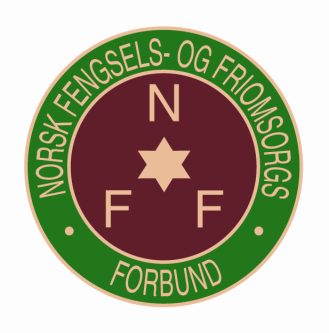 NORSK FENGSELS- OG FRIOMSORGS
N
F F
FORBUND